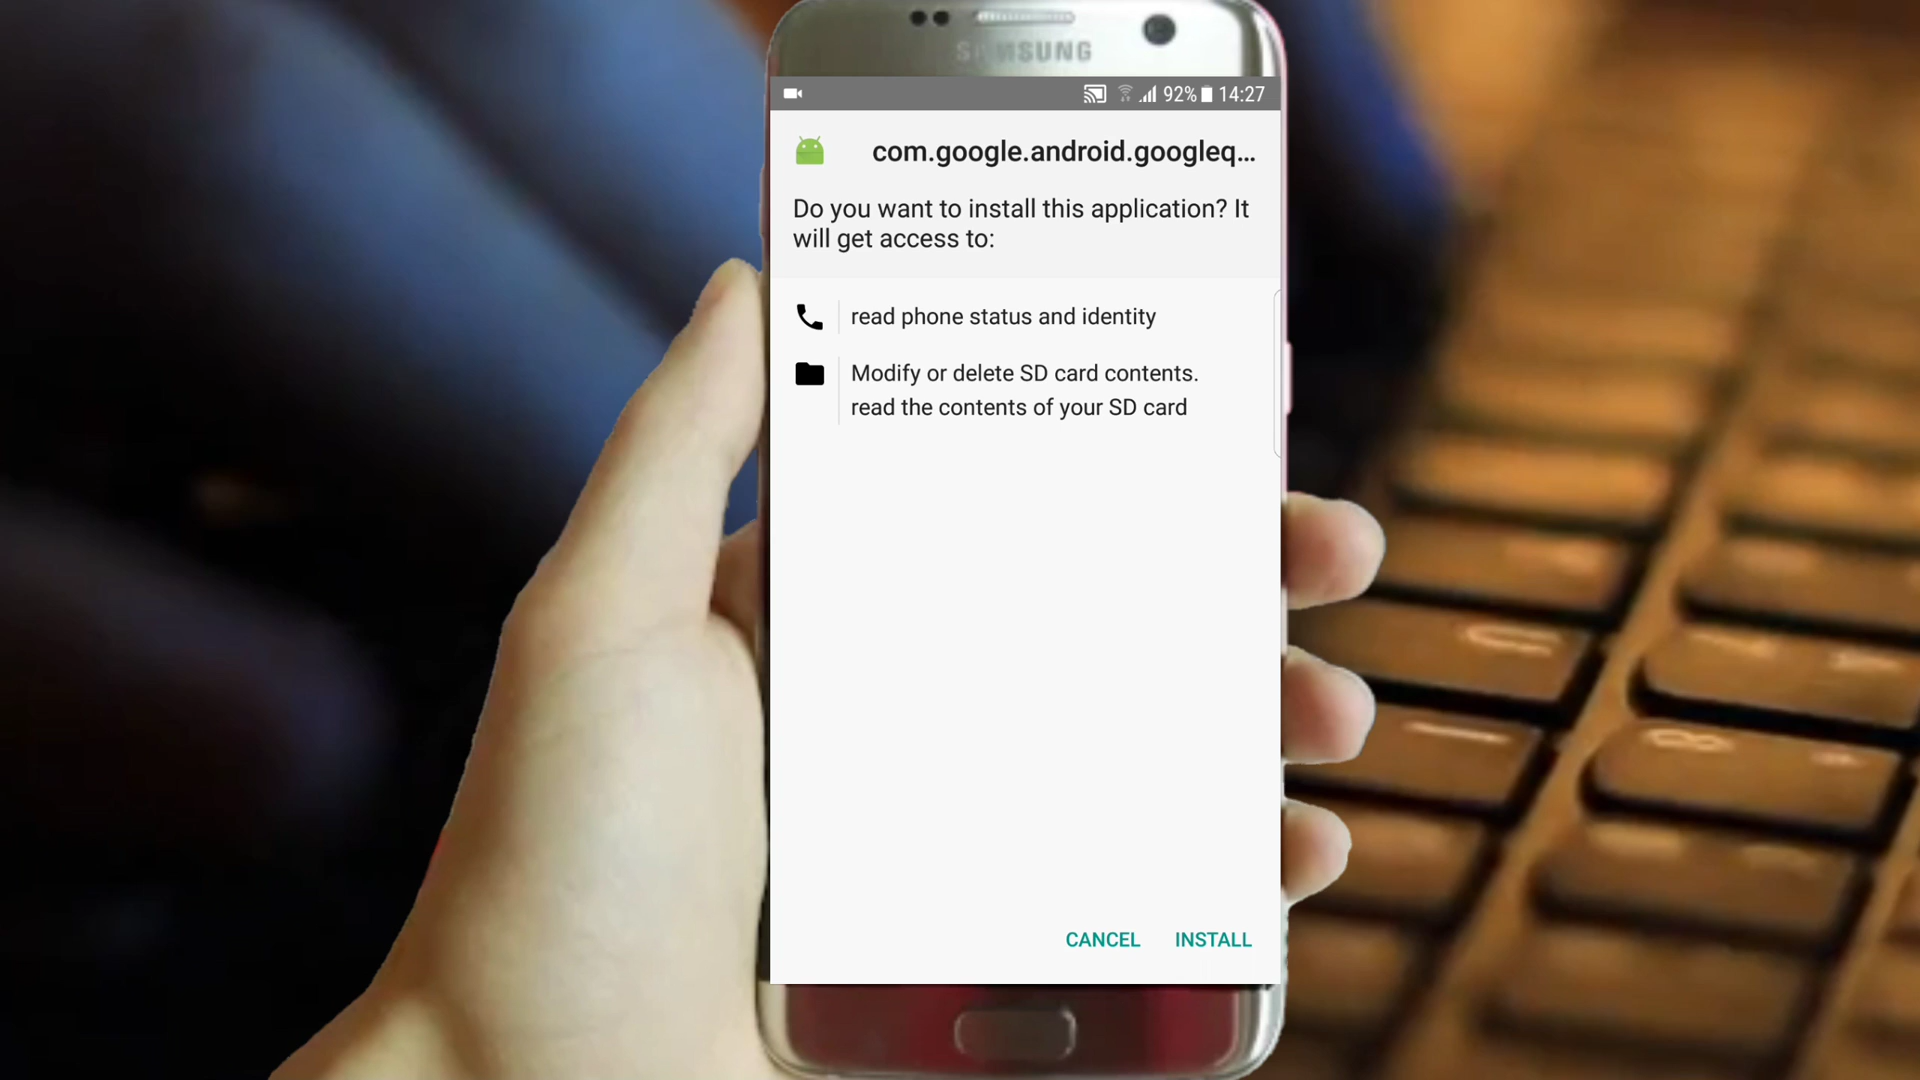 SAMSUNG
92% 14:27
com.google.android.googleq...
Do you want to install this application? It
will get access to:
read phone status and identity
Modify or delete SD card contents.
read the contents of your SD card
CANCEL INSTALL
8